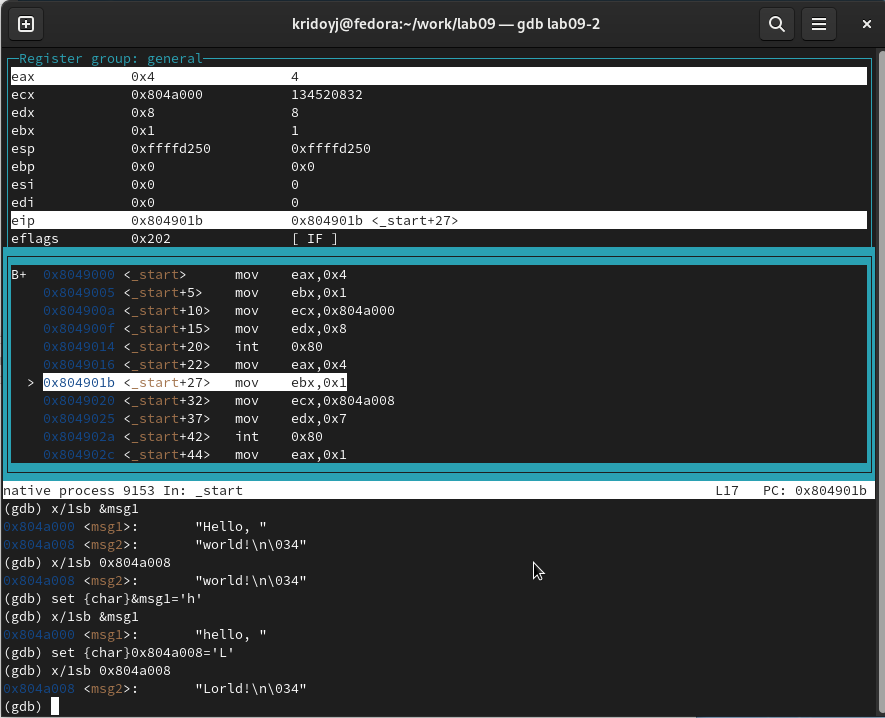 kridoyj@fedora:~/work/lab09 — gdb lab09-2
Register group: general
eax 0x4 4
ecx 0x804a000 134520832
edx 0x8 8
ebx 0x1 1
esp 0xffffd250 0xffffd250
ebp 0x0 0x0
esi 0x0 0
edi 0x0 0
eip 0x804901b 0x804901b <_start+27>
eflags 0x202 [ IF ]
B+ 0x8049000 <_start> mov eax,0x4
0x8049005 <_start+5> mov ebx,0x1
0x804900a <_start+10> mov ecx,0x804a000
0x804900f <_start+15> mov edx,0x8
0x8049014 <_start+20> int 0x80
0x8049016 <_start+22> mov eax,0x4
> 0x804901b <_start+27> mov ebx,0x1
0x8049020 <_start+32> mov ecx,0x804a008
0x8049025 <_start+37> mov edx,0x7
0x804902a <_start+42> int 0x80
0x804902c <_start+44> mov eax,0x1
native process 9153 In: _start L17 PC: 0x804901b
(gdb) x/1sb &msg1
0x804a000 <msg1>: "Hello, "
0x804a008 <msg2>: "world!\n\034"
(gdb) x/1sb 0x804a008
0x804a008 <msg2>: "world!\n\034"
(gdb) set {char}&msg1='h'
(gdb) x/1sb &msg1
0x804a000 <msg1>: "hello, "
(gdb) set {char}0x804a008='L'
(gdb) x/1sb 0x804a008
0x804a008 <msg2>: "Lorld!\n\034"
(gdb)